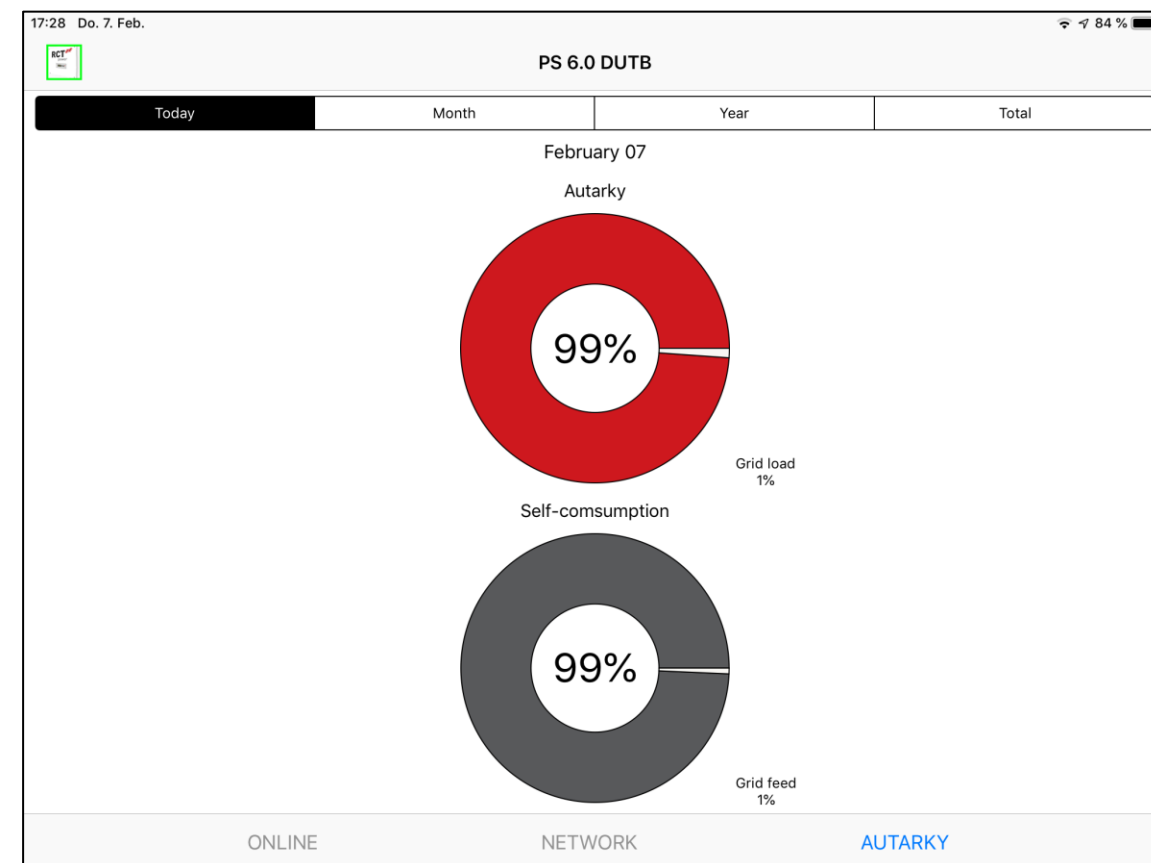 17:28 Do. 7. Feb. 84 %
RCT
PS 6.0 DUTB
Today Month Year Total
February 07
Autarky
99%
Grid load
1%
Self-comsumption
99%
Grid feed
1%
ONLINE NETWORK AUTARKY